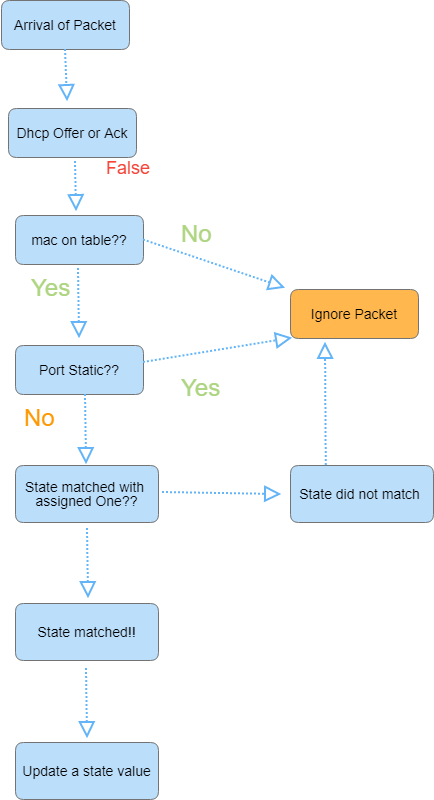 Arrival of Packet
Dhcp Offer or Ack
False
mac on table??
No
Yes
Ignore Packet
Port Static??
Yes
No
State matched with
assigned One??
State did not match
State matched!!
Update a state value